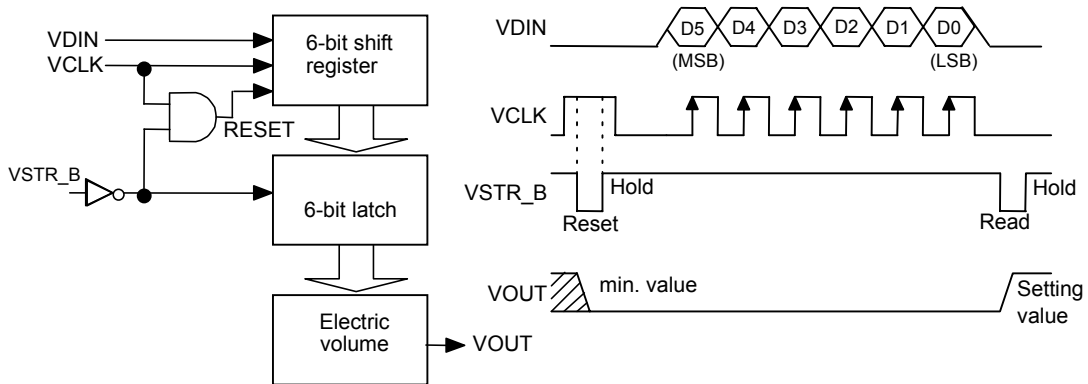 VDIN
VCLK
6-bit shift
register
RESET
VSTR_B
6-bit latch
Electric
volume
VOUT
VDIN
D5
D4
D3
D2
D1
D0
(MSB)
(LSB)
VCLK
VSTR_B
Hold
Hold
Reset
Read
VOUT
min. value
Setting
value